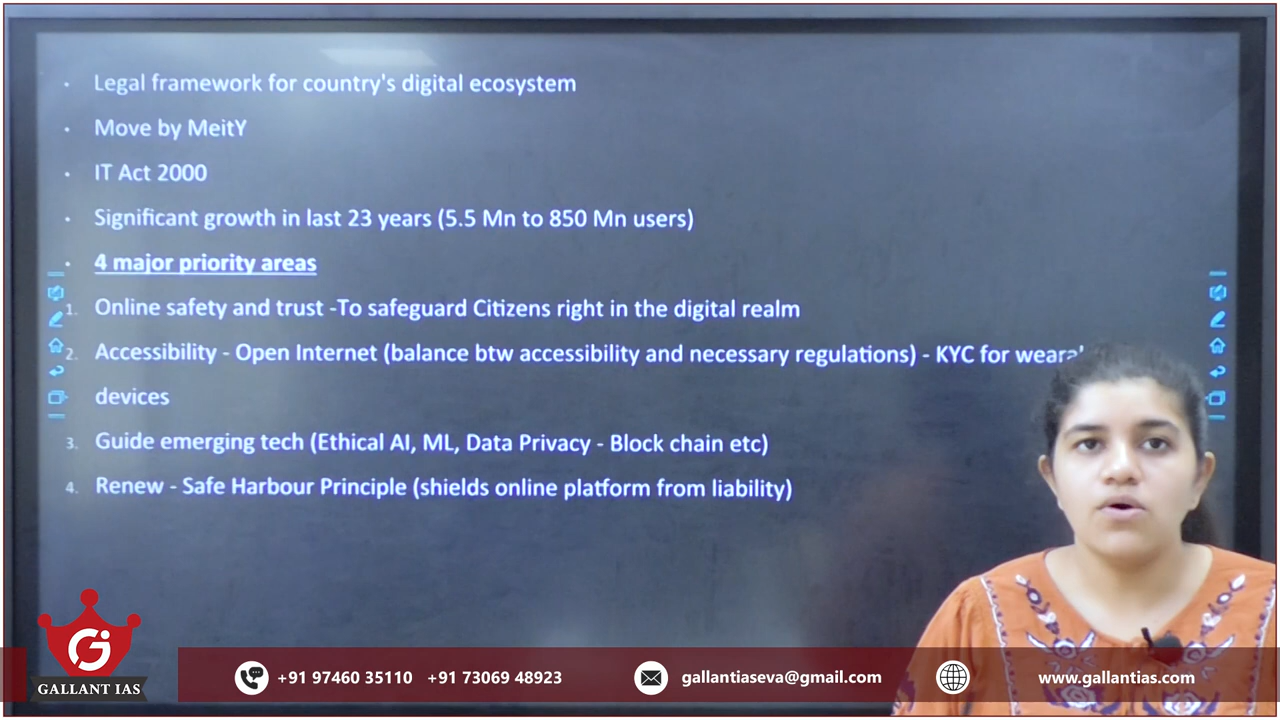 Legal framework for country's digital ecosystem
Move by MeitY
IT Act 2000
Significant growth in last 23 years (5.5 Mn to 850 Mn users)
4 major priority areas
1. Online safety and trust -To safeguard Citizens right in the digital realm
2. Accessibility - Open Internet (balance btw accessibility and necessary regulations) - KYC for
devices
3. Guide emerging tech (Ethical AI, ML, Data Privacy - Block chain etc)
4. Renew - Safe Harbour Principle (shields online platform from liability)
GALLANT IAS
+91 97460 35110 +91 73069 48923
gallantiaseva@gmail.com
www.gallantias.com